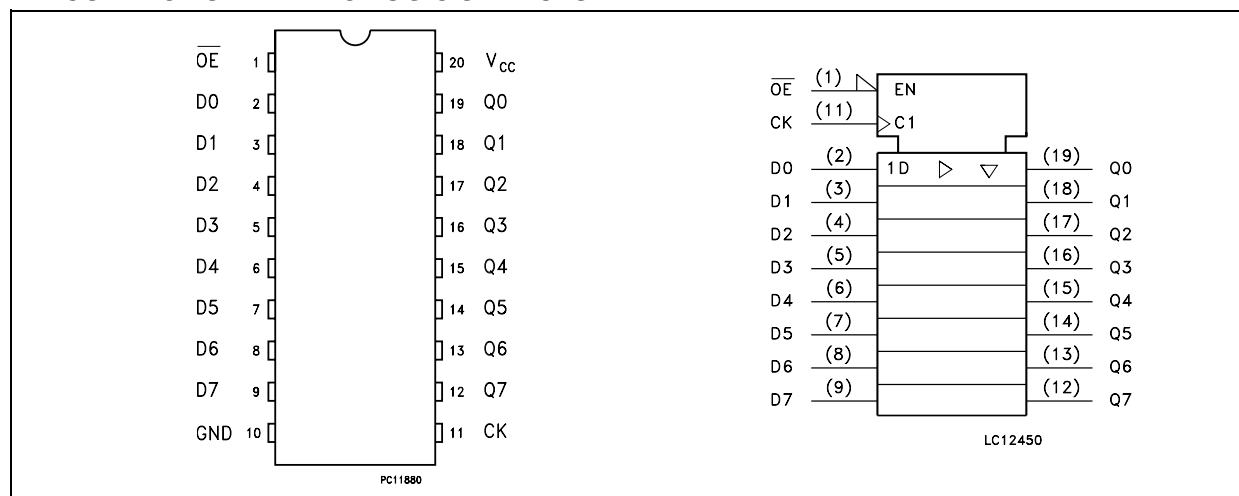 OE 1 20 VCC
D0 2 19 Q0
D1 3 18 Q1
D2 4 17 Q2
D3 5 16 Q3
D4 6 15 Q4
D5 7 14 Q5
D6 8 13 Q6
D7 9 12 Q7
GND 10 11 CK
PC11880
OE (1) EN
CK (11) C1
D0 (2) 1D (19) Q0
D1 (3) (18) Q1
D2 (4) (17) Q2
D3 (5) (16) Q3
D4 (6) (15) Q4
D5 (7) (14) Q5
D6 (8) (13) Q6
D7 (9) (12) Q7
LC12450